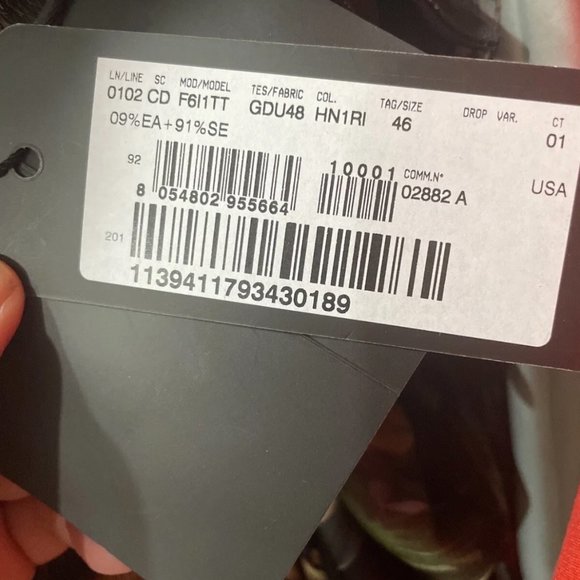 LN/LINE SC MOD/MODEL TES/FABRIC COL. TAG/SIZE DROP VAR. CT
0102 CD F6I1TT GDU48 HN1RI 46 01
09%EA+91%SE
92 10001 COMM.N° USA
8 054802 955664 02882 A
201
1139411793430189